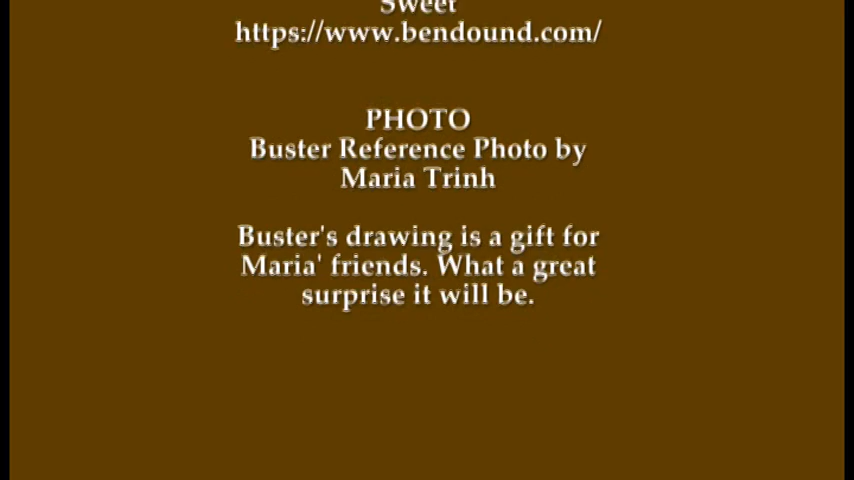 Sweet
https://www.bendound.com/
PHOTO
Buster Reference Photo by
Maria Trinh
Buster's drawing is a gift for
Maria' friends. What a great
surprise it will be.